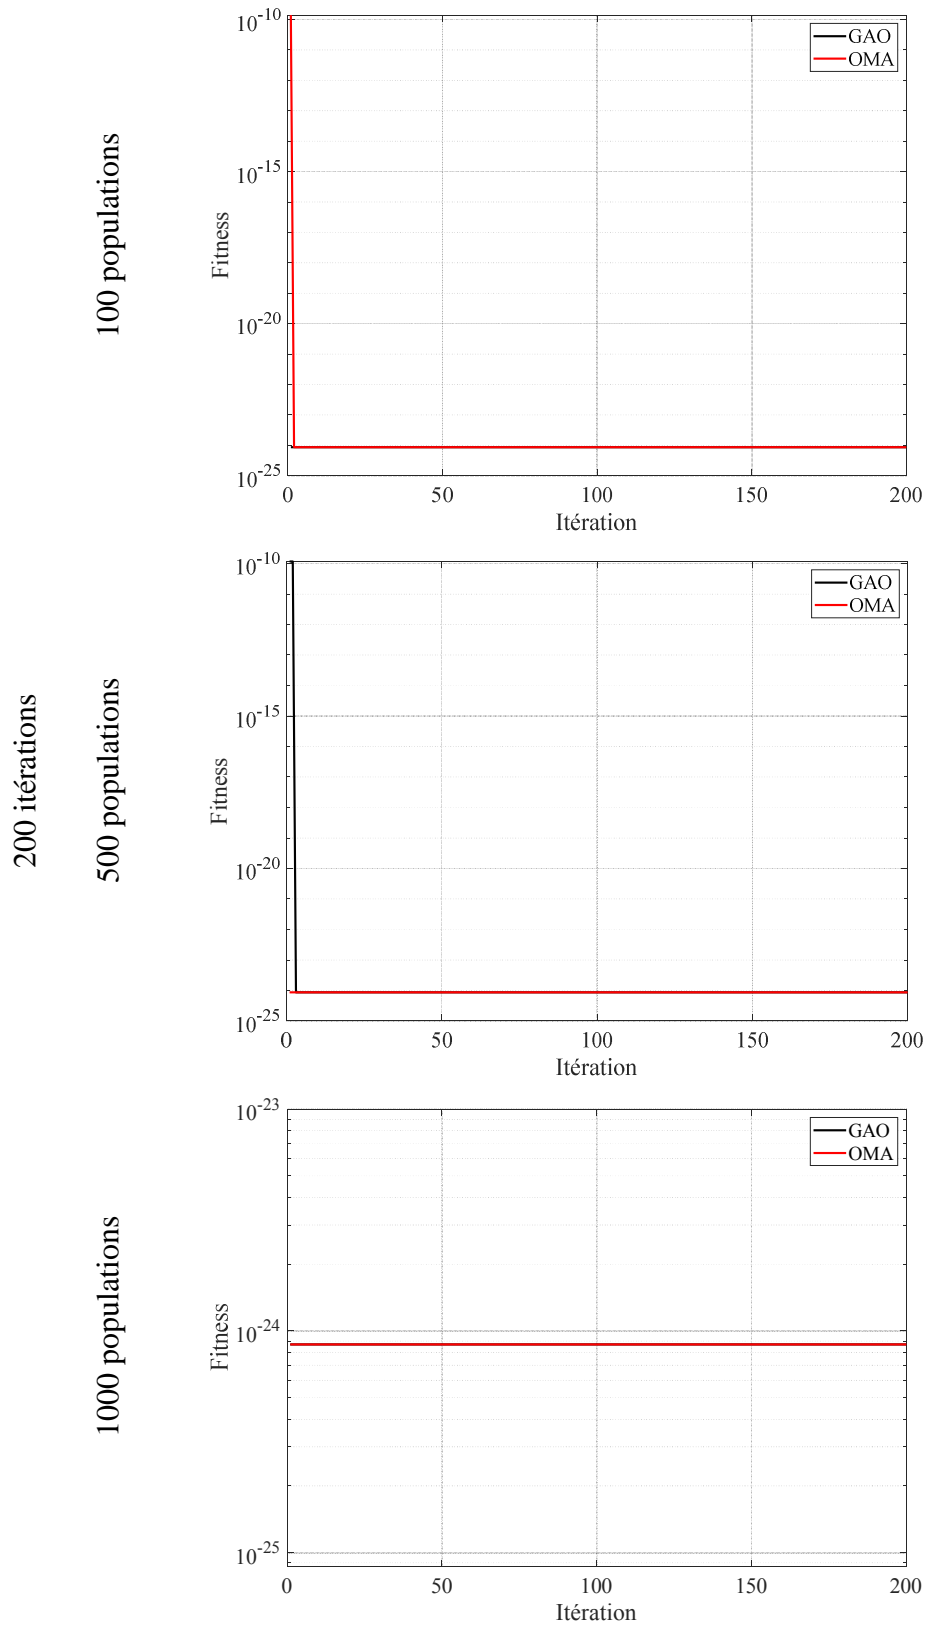 200 itérations
100 populations
10^-10
10^-15
10^-20
10^-25
Fitness
GAO
OMA
0 50 100 150 200
Itération
500 populations
10^-10
10^-15
10^-20
10^-25
Fitness
GAO
OMA
0 50 100 150 200
Itération
1000 populations
10^-23
10^-24
10^-25
Fitness
GAO
OMA
0 50 100 150 200
Itération